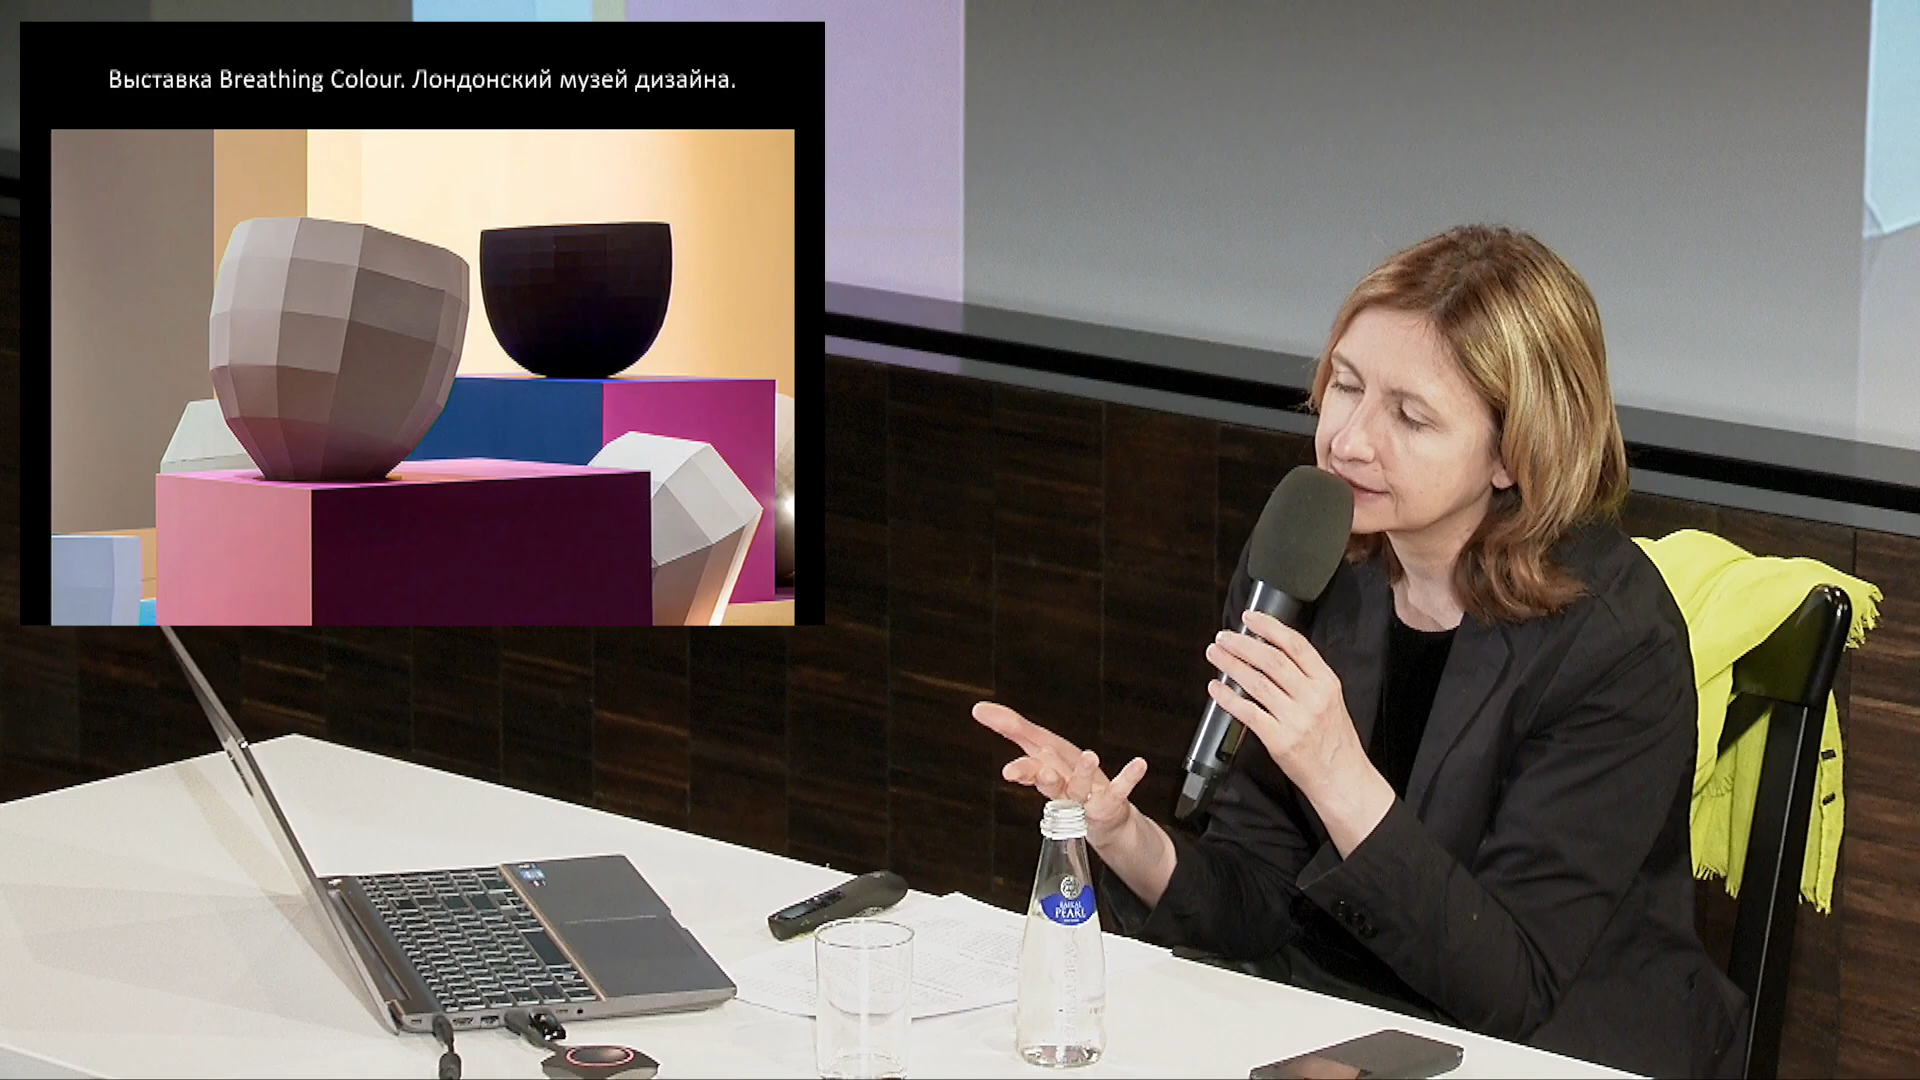 Выставка Breathing Colour. Лондонский музей дизайна.
BAIKAL
PEARL